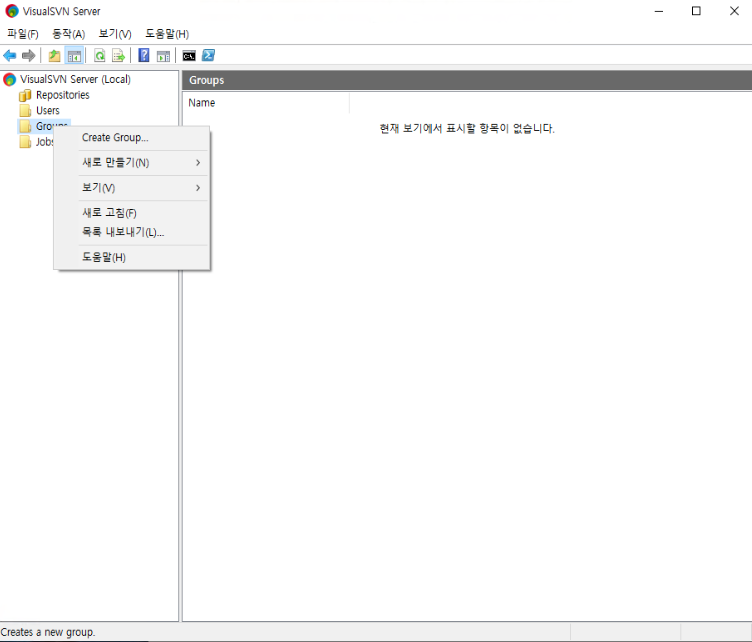 VisualSVN Server
파일(F) 동작(A) 보기(V) 도움말(H)
VisualSVN Server (Local)
Repositories
Users
Groups
Jobs
Create Group...
새로 만들기(N)
보기(V)
새로 고침(F)
목록 내보내기(L)...
도움말(H)
Groups
Name
현재 보기에서 표시할 항목이 없습니다.
Creates a new group.